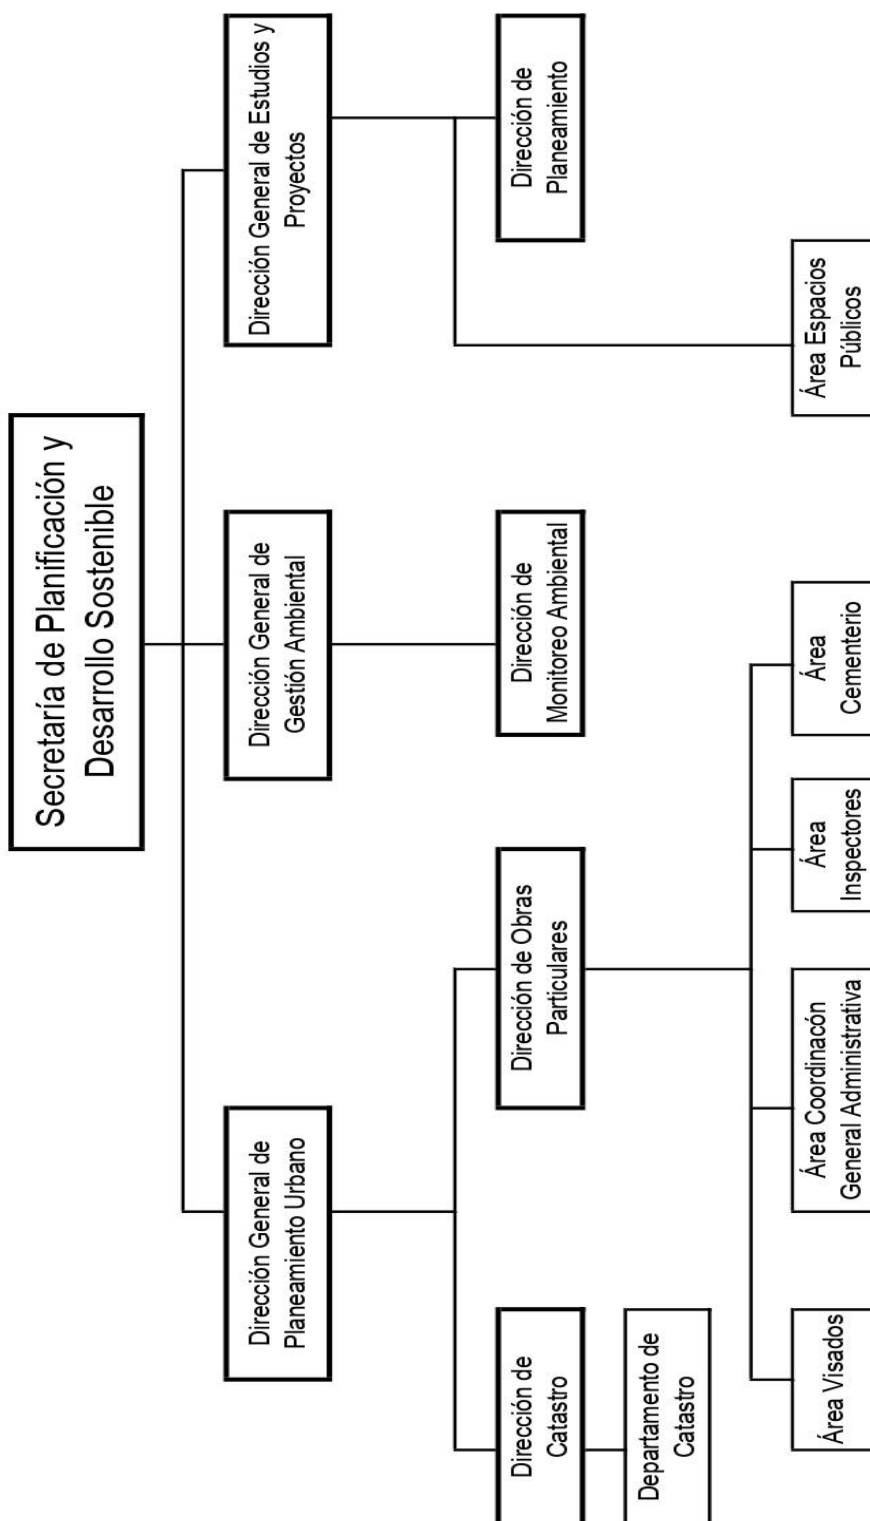 Secretaría de Planificación y
Desarrollo Sostenible
Dirección General de
Planeamiento Urbano
Dirección General de
Gestión Ambiental
Dirección General de Estudios y
Proyectos
Dirección de
Catastro
Dirección de Obras
Particulares
Dirección de
Monitoreo Ambiental
Dirección de
Planeamiento
Departamento de
Catastro
Área Visados
Área Coordinacón
General Administrativa
Área
Inspectores
Área
Cementerio
Área Espacios
Públicos